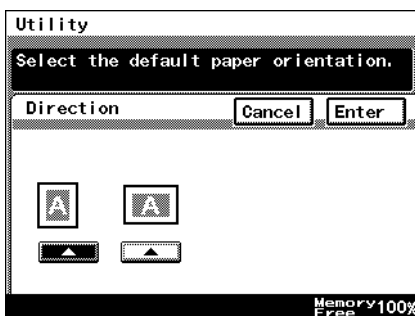 Utility
Select the default paper orientation.
Direction
Cancel
Enter
A
A
Memory
Free 100%